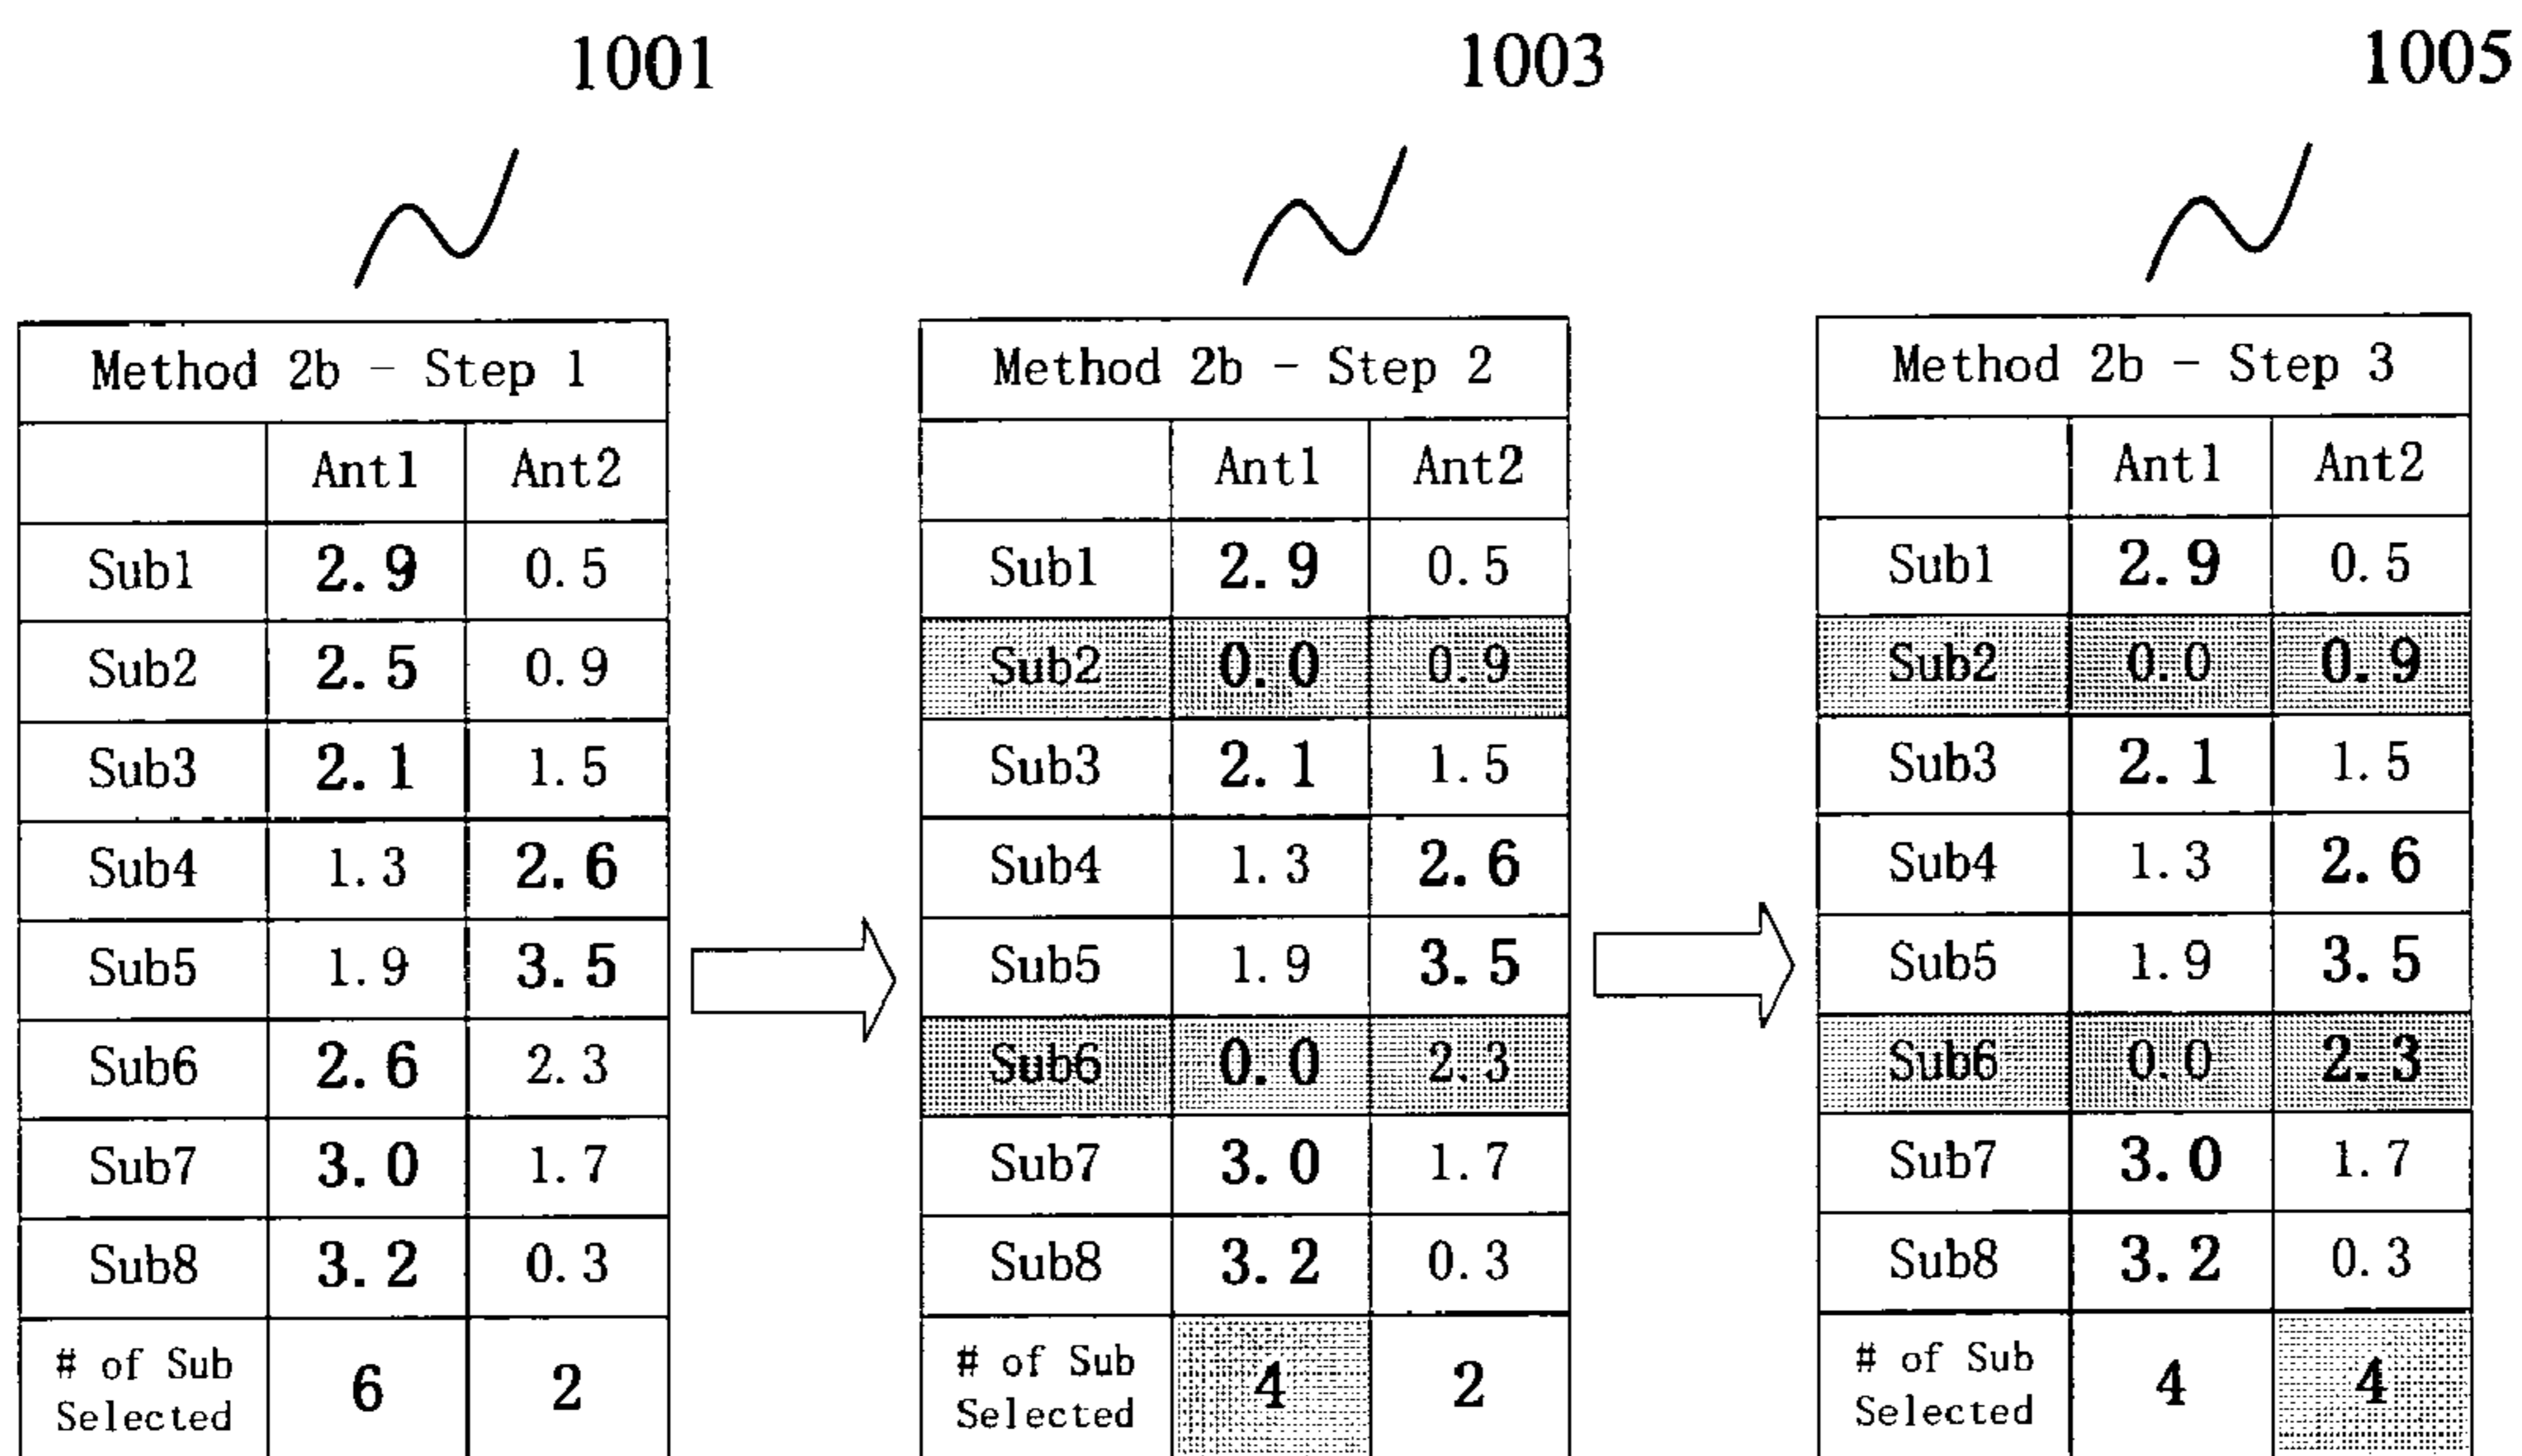 1001 1003 1005
Method 2b - Step 1
Ant1 Ant2
Sub1 2.9 0.5
Sub2 2.5 0.9
Sub3 2.1 1.5
Sub4 1.3 2.6
Sub5 1.9 3.5
Sub6 2.6 2.3
Sub7 3.0 1.7
Sub8 3.2 0.3
# of Sub
Selected 6 2
Method 2b - Step 2
Ant1 Ant2
Sub1 2.9 0.5
Sub2 0.0 0.9
Sub3 2.1 1.5
Sub4 1.3 2.6
Sub5 1.9 3.5
Sub6 0.0 2.3
Sub7 3.0 1.7
Sub8 3.2 0.3
# of Sub
Selected 4 2
Method 2b - Step 3
Ant1 Ant2
Sub1 2.9 0.5
Sub2 0.0 0.9
Sub3 2.1 1.5
Sub4 1.3 2.6
Sub5 1.9 3.5
Sub6 0.0 2.3
Sub7 3.0 1.7
Sub8 3.2 0.3
# of Sub
Selected 4 4